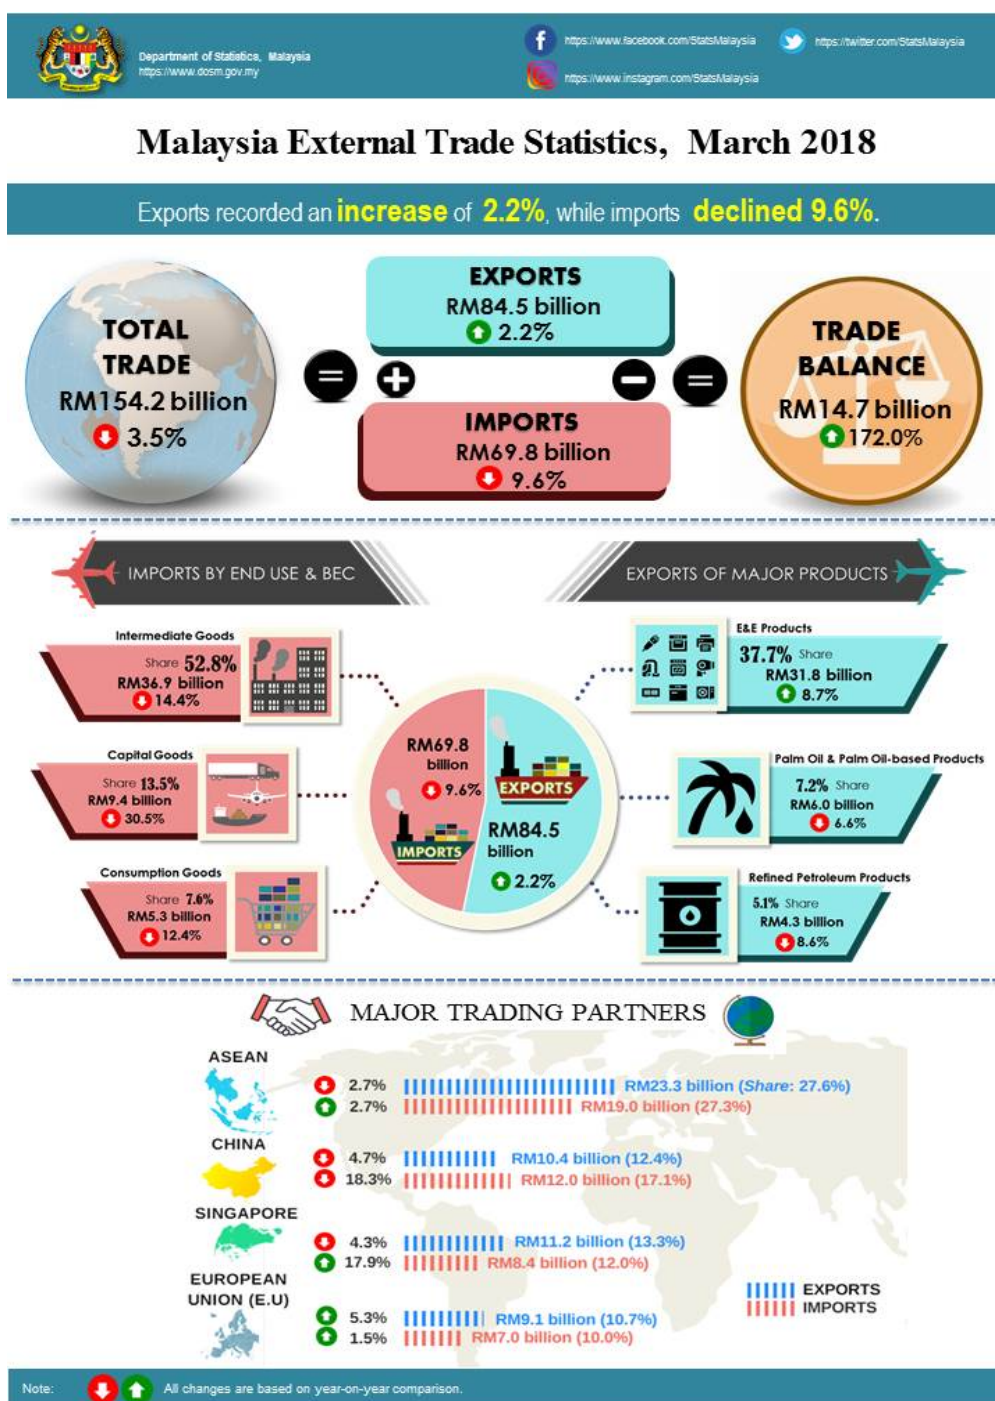 Department of Statistics, Malaysia
https://www.dosm.gov.my
https://www.facebook.com/StatsMalaysia
https://twitter.com/StatsMalaysia
https://www.instagram.com/StatsMalaysia
Malaysia External Trade Statistics, March 2018
Exports recorded an increase of 2.2%, while imports declined 9.6%.
TOTAL
TRADE
RM154.2 billion
3.5%
=
EXPORTS
RM84.5 billion
2.2%
+
−
IMPORTS
RM69.8 billion
9.6%
=
TRADE
BALANCE
RM14.7 billion
172.0%
IMPORTS BY END USE & BEC
Intermediate Goods
Share 52.8%
RM36.9 billion
14.4%
Capital Goods
Share 13.5%
RM9.4 billion
30.5%
Consumption Goods
Share 7.6%
RM5.3 billion
12.4%
RM69.8
billion
9.6%
IMPORTS
EXPORTS
RM84.5
billion
2.2%
EXPORTS OF MAJOR PRODUCTS
E&E Products
37.7% Share
RM31.8 billion
8.7%
Palm Oil & Palm Oil-based Products
7.2% Share
RM6.0 billion
6.6%
Refined Petroleum Products
5.1% Share
RM4.3 billion
8.6%
MAJOR TRADING PARTNERS
ASEAN
2.7% RM23.3 billion (Share: 27.6%)
2.7% RM19.0 billion (27.3%)
CHINA
4.7% RM10.4 billion (12.4%)
18.3% RM12.0 billion (17.1%)
SINGAPORE
4.3% RM11.2 billion (13.3%)
17.9% RM8.4 billion (12.0%)
EUROPEAN
UNION (E.U)
5.3% RM9.1 billion (10.7%)
1.5% RM7.0 billion (10.0%)
EXPORTS
IMPORTS
Note: All changes are based on year-on-year comparison.